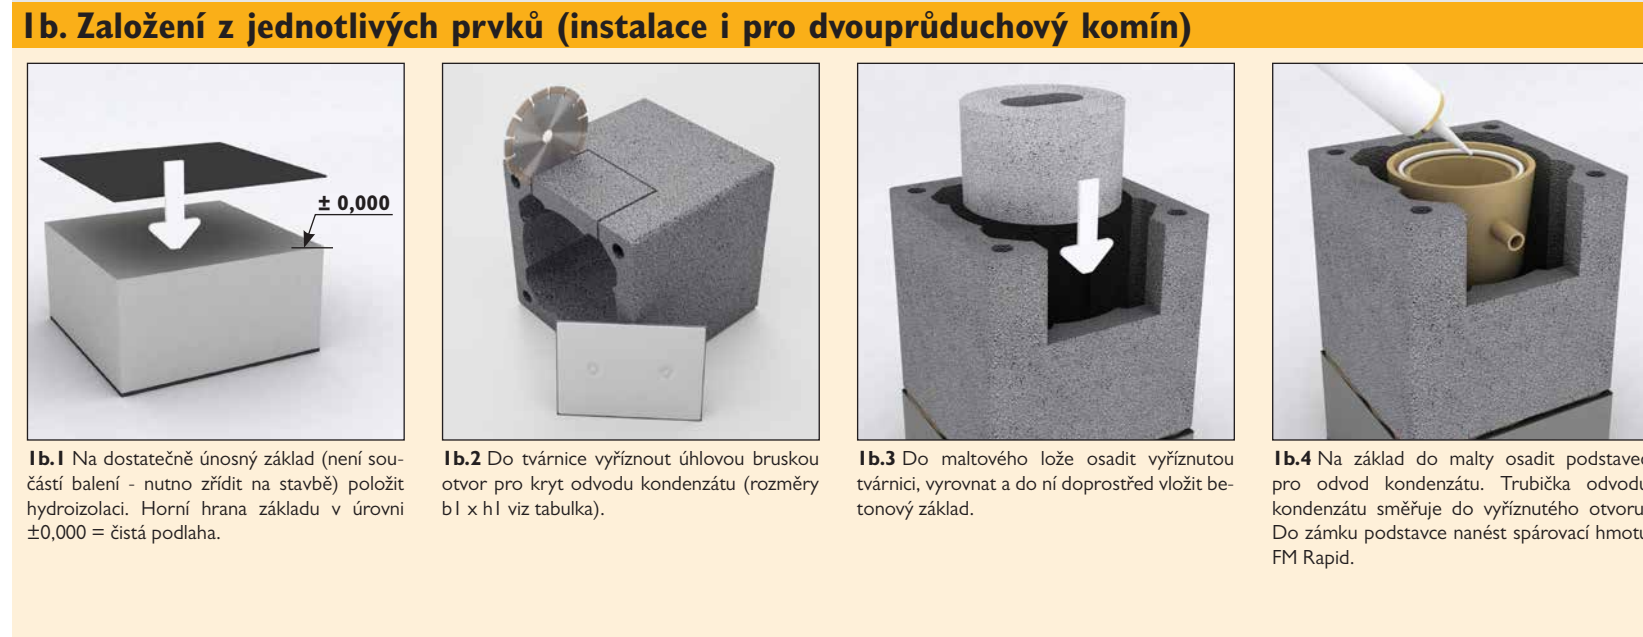 1b. Založení z jednotlivých prvků (instalace i pro dvouprůduchový komín)
± 0,000
1b.1 Na dostatečně únosný základ (není sou-
částí balení - nutno zřídit na stavbě) položit
hydroizolaci. Horní hrana základu v úrovni
±0,000 = čistá podlaha.
1b.2 Do tvárnice vyříznout úhlovou bruskou
otvor pro kryt odvodu kondenzátu (rozměry
b1 x h1 viz tabulka).
1b.3 Do maltového lože osadit vyříznutou
tvárnici, vyrovnat a do ní doprostřed vložit be-
tonový základ.
1b.4 Na základ do malty osadit podstavec
pro odvod kondenzátu. Trubička odvodu
kondenzátu směřuje do vyříznutého otvoru
Do zámku podstavce nanést spárovací hmotu
FM Rapid.